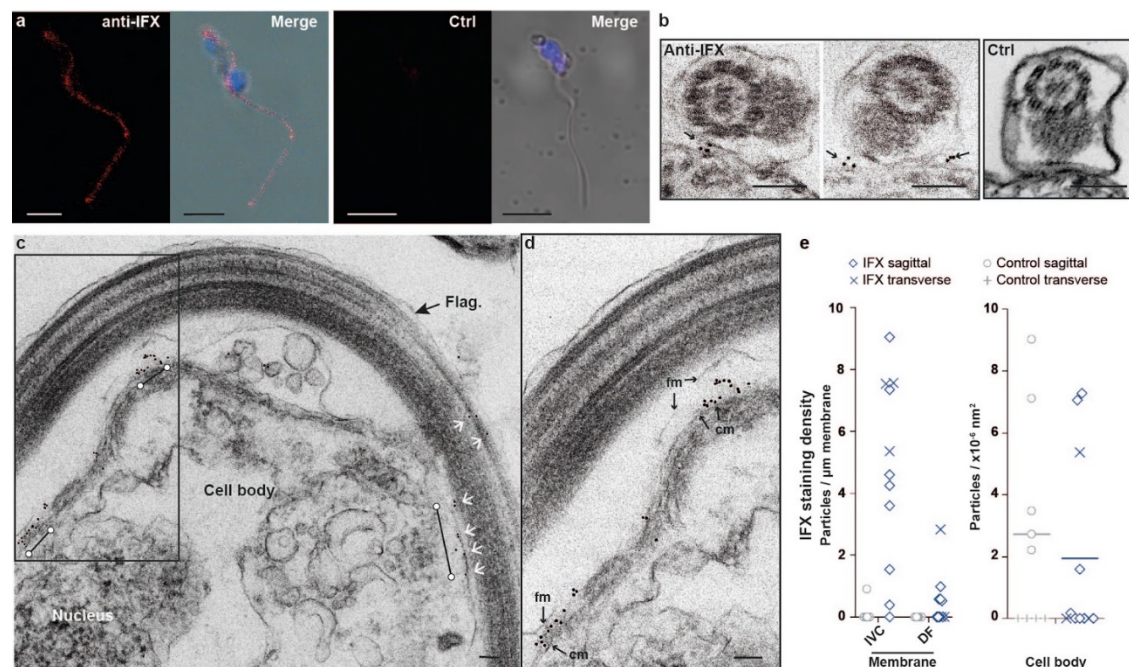 a
anti-IFX
Merge
Ctrl
Merge
b
Anti-IFX
Ctrl
c
Flag.
Cell body
Nucleus
d
fm
cm
fm
cm
e
IFX sagittal
Control sagittal
IFX transverse
Control transverse
IFX staining density
Particles / μm membrane
10
8
6
4
2
0
IVC
DF
Membrane
Particles / x10⁻⁶ nm²
10
8
6
4
2
0
Cell body